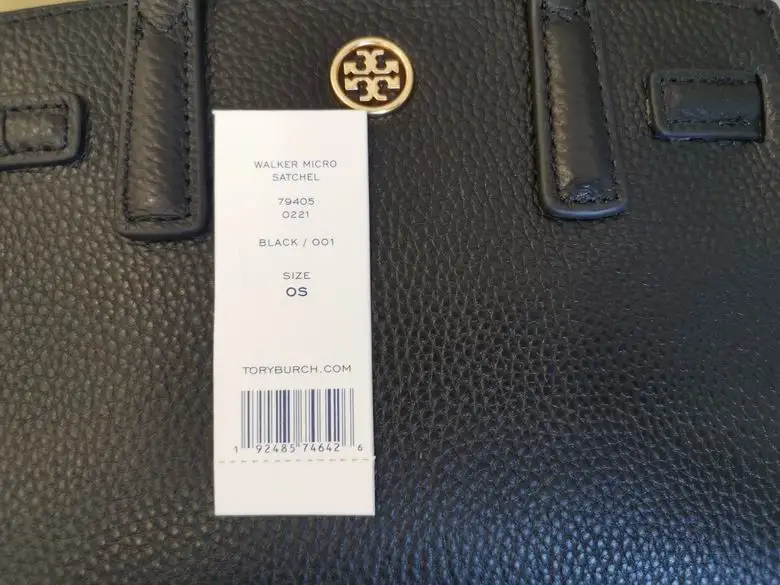 WALKER MICRO
SATCHEL
79405
0221
BLACK / 001
SIZE
OS
TORYBURCH.COM
1 92485 74642 6